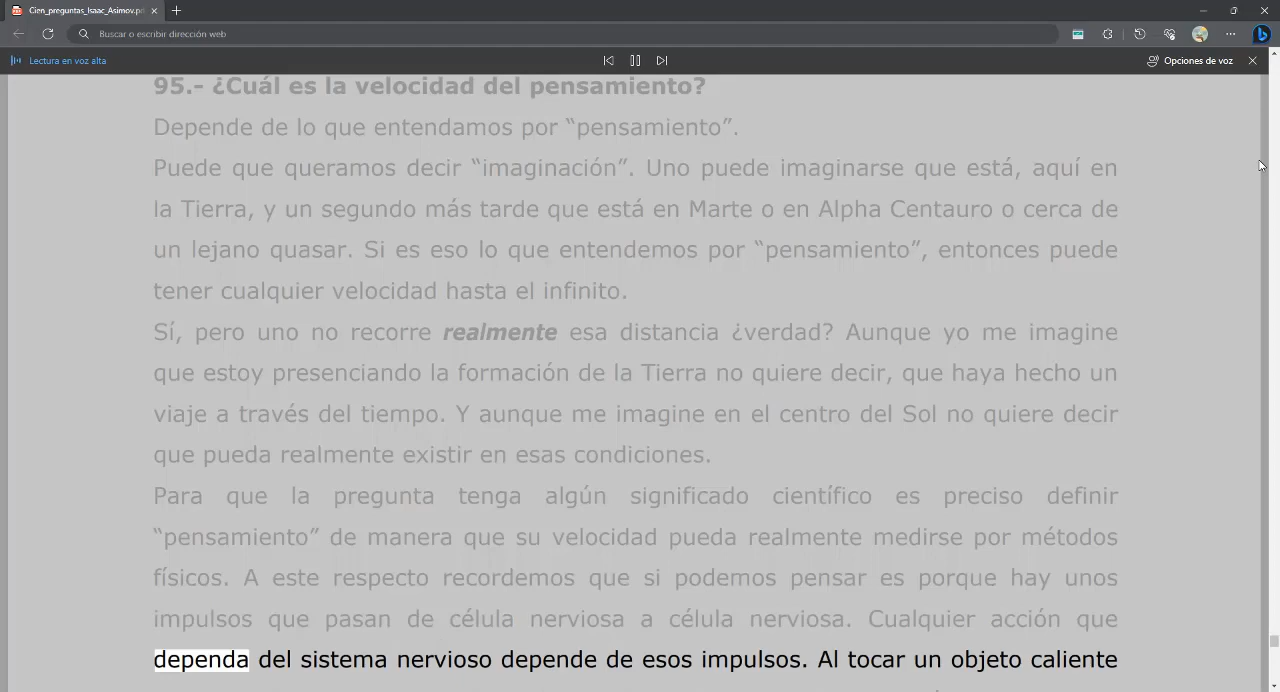 Cien_preguntas_Isaac_Asimov.pd
Buscar o escribir dirección web
Lectura en voz alta
Opciones de voz
95.- ¿Cuál es la velocidad del pensamiento?
Depende de lo que entendamos por “pensamiento”.
Puede que queramos decir “imaginación”. Uno puede imaginarse que está, aquí en
la Tierra, y un segundo más tarde que está en Marte o en Alpha Centauro o cerca de
un lejano quasar. Si es eso lo que entendemos por “pensamiento”, entonces puede
tener cualquier velocidad hasta el infinito.
Sí, pero uno no recorre realmente esa distancia ¿verdad? Aunque yo me imagine
que estoy presenciando la formación de la Tierra no quiere decir, que haya hecho un
viaje a través del tiempo. Y aunque me imagine en el centro del Sol no quiere decir
que pueda realmente existir en esas condiciones.
Para que la pregunta tenga algún significado científico es preciso definir
“pensamiento” de manera que su velocidad pueda realmente medirse por métodos
físicos. A este respecto recordemos que si podemos pensar es porque hay unos
impulsos que pasan de célula nerviosa a célula nerviosa. Cualquier acción que
dependa del sistema nervioso depende de esos impulsos. Al tocar un objeto caliente